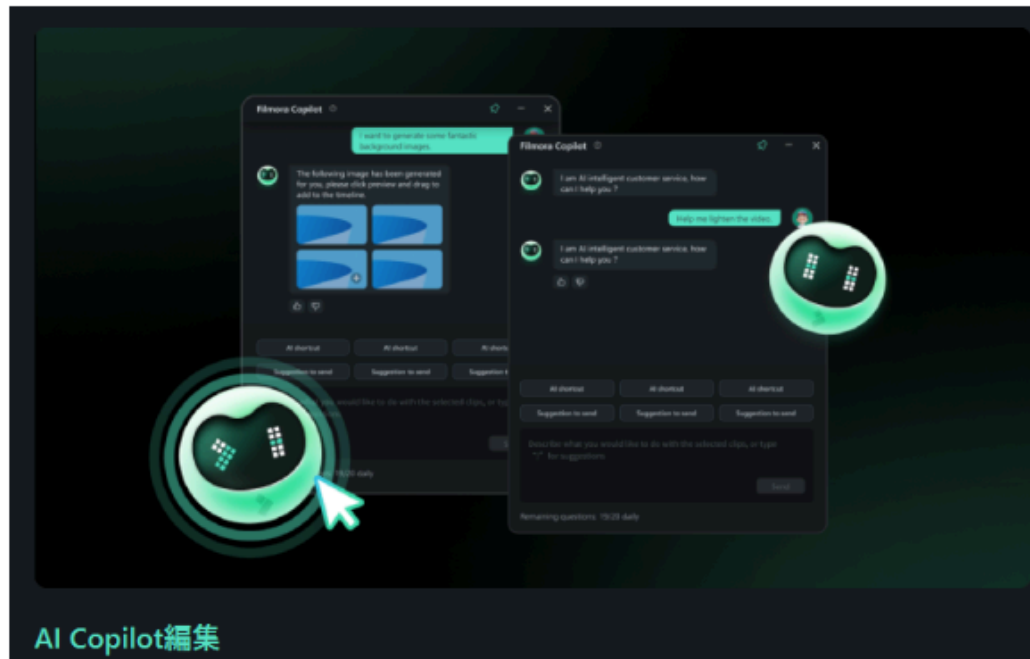 Filmora Copilot
I want to generate some fantastic
background images.
The following image has been generated
for you, please click preview and drag to
add to the timeline.
AI shortcut
AI shortcut
Suggestion to send
Suggestion to send
daily
Filmora Copilot
I am AI intelligent customer service, how
can I help you ?
Help me lighten the video.
I am AI intelligent customer service, how
can I help you ?
AI shortcut
AI shortcut
AI shortcut
Suggestion to send
Suggestion to send
Suggestion to send
Describe what you would like to do with the selected clips, or type
for suggestions
Send
Remaining questions: 19/20 daily
AI Copilot編集